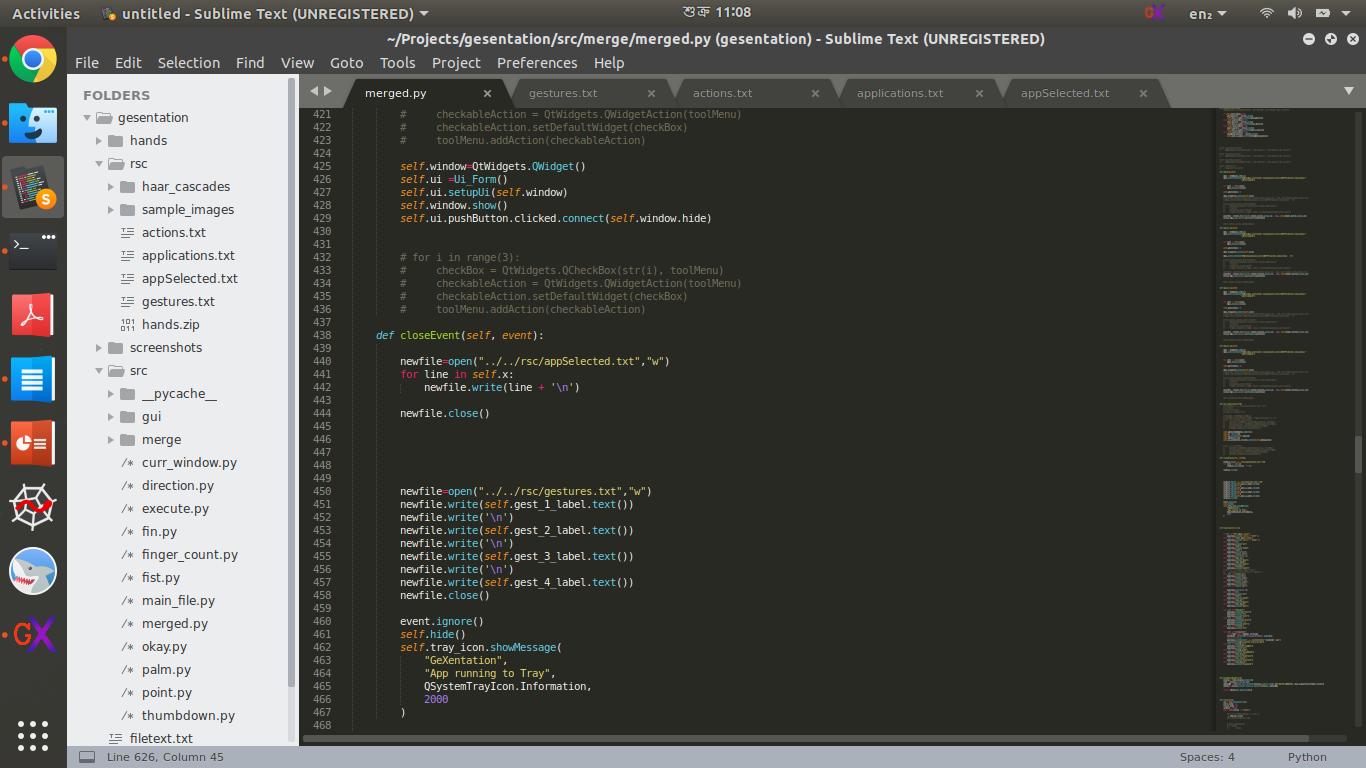 Activities
untitled - Sublime Text (UNREGISTERED)
শুক্র 11:08
en₂
~/Projects/gesentation/src/merge/merged.py (gesentation) - Sublime Text (UNREGISTERED)
File Edit Selection Find View Goto Tools Project Preferences Help
FOLDERS
gesentation
hands
rsc
haar_cascades
sample_images
actions.txt
applications.txt
appSelected.txt
gestures.txt
hands.zip
screenshots
src
__pycache__
gui
merge
curr_window.py
direction.py
execute.py
fin.py
finger_count.py
fist.py
main_file.py
merged.py
okay.py
palm.py
point.py
thumbdown.py
filetext.txt
merged.py gestures.txt actions.txt applications.txt appSelected.txt
421 #     checkableAction = QtWidgets.QWidgetAction(toolMenu)
422 #     checkableAction.setDefaultWidget(checkBox)
423 #     toolMenu.addAction(checkableAction)
424
425 self.window=QtWidgets.QWidget()
426 self.ui =Ui_Form()
427 self.ui.setupUi(self.window)
428 self.window.show()
429 self.ui.pushButton.clicked.connect(self.window.hide)
430
431
432 # for i in range(3):
433 #     checkBox = QtWidgets.QCheckBox(str(i), toolMenu)
434 #     checkableAction = QtWidgets.QWidgetAction(toolMenu)
435 #     checkableAction.setDefaultWidget(checkBox)
436 #     toolMenu.addAction(checkableAction)
437
438 def closeEvent(self, event):
439
440 newfile=open("../../rsc/appSelected.txt","w")
441 for line in self.x:
442 newfile.write(line + '\n')
443
444 newfile.close()
445
446
447
448
449
450 newfile=open("../../rsc/gestures.txt","w")
451 newfile.write(self.gest_1_label.text())
452 newfile.write('\n')
453 newfile.write(self.gest_2_label.text())
454 newfile.write('\n')
455 newfile.write(self.gest_3_label.text())
456 newfile.write('\n')
457 newfile.write(self.gest_4_label.text())
458 newfile.close()
459
460 event.ignore()
461 self.hide()
462 self.tray_icon.showMessage(
463 "GeXentation",
464 "App running to Tray",
465 QSystemTrayIcon.Information,
466 2000
467 )
468
Line 626, Column 45
Spaces: 4
Python